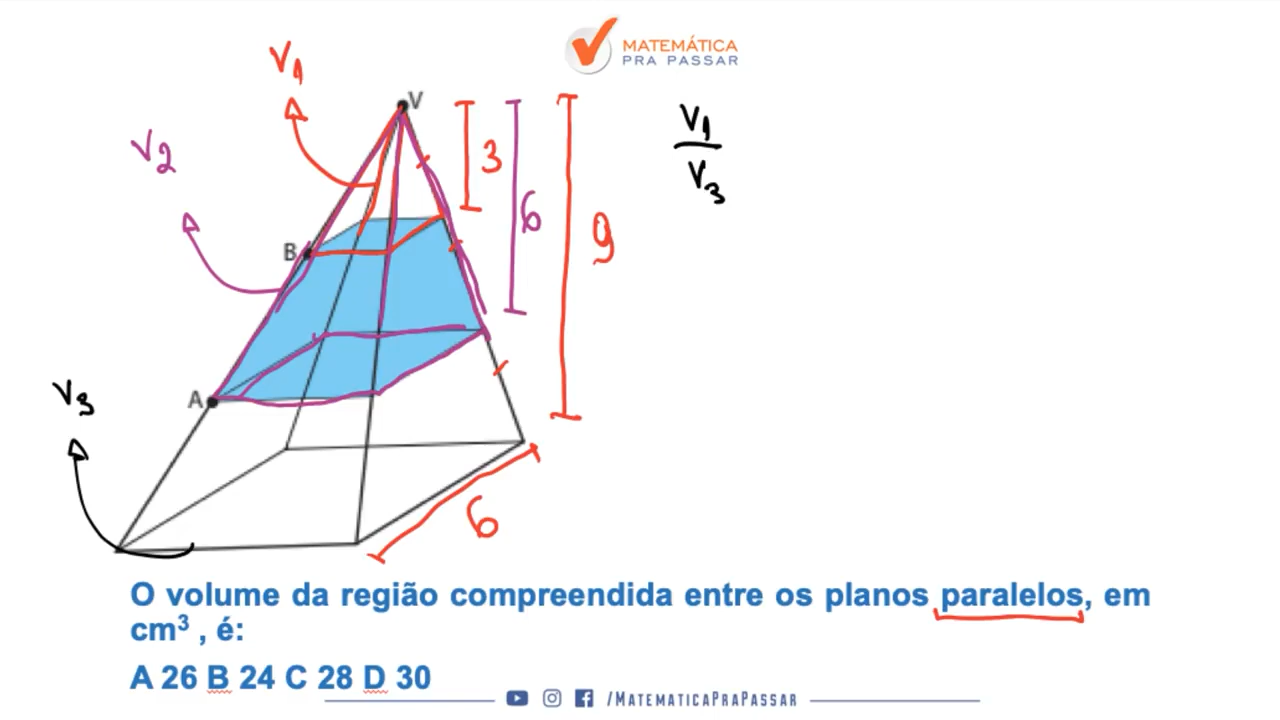 MATEMÁTICA
PRA PASSAR
V1
V
V2
3
6
9
V1
V3
B
A
V3
6
O volume da região compreendida entre os planos paralelos, em
cm³ , é:
A 26 B 24 C 28 D 30
/MATEMATICAPRAPASSAR